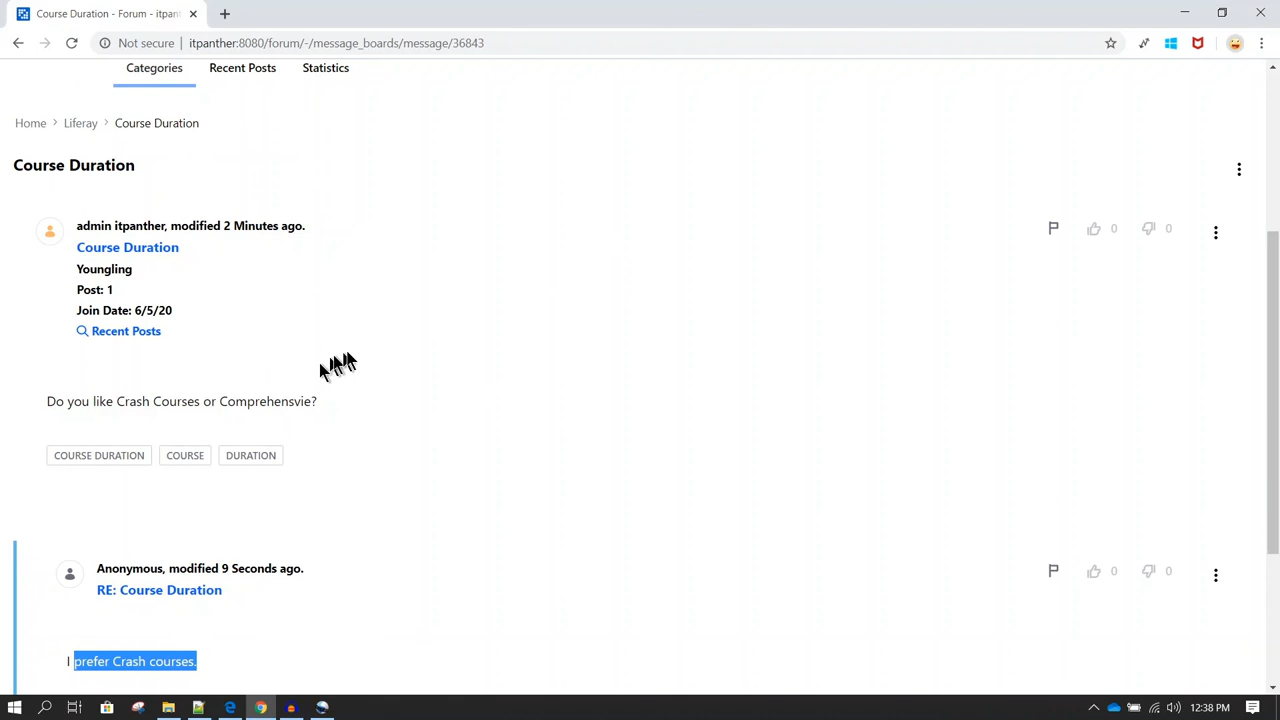 Course Duration - Forum - itpant
Not secure
itpanther:8080/forum/-/message_boards/message/36843
Categories
Recent Posts
Statistics
Home
Liferay
Course Duration
Course Duration
admin itpanther, modified 2 Minutes ago.
0
0
Course Duration
Youngling
Post: 1
Join Date: 6/5/20
Recent Posts
Do you like Crash Courses or Comprehensvie?
COURSE DURATION
COURSE
DURATION
Anonymous, modified 9 Seconds ago.
0
0
RE: Course Duration
I prefer Crash courses.
12:38 PM